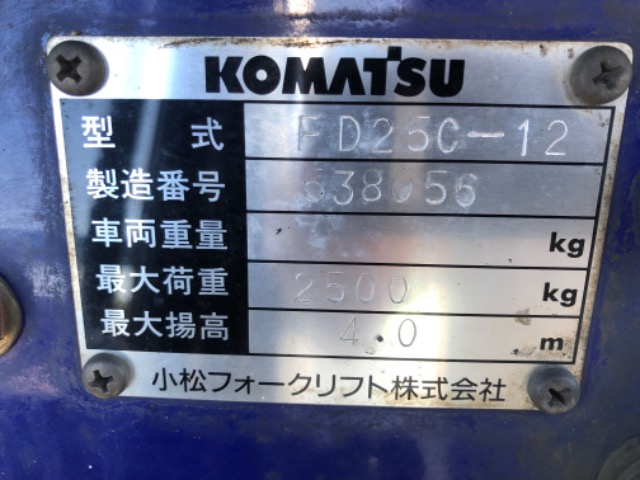 KOMATSU
型 式 FD25C-12
製造番号 538056
車両重量 kg
最大荷重 2500 kg
最大揚高 4.0 m
小松フォークリフト株式会社